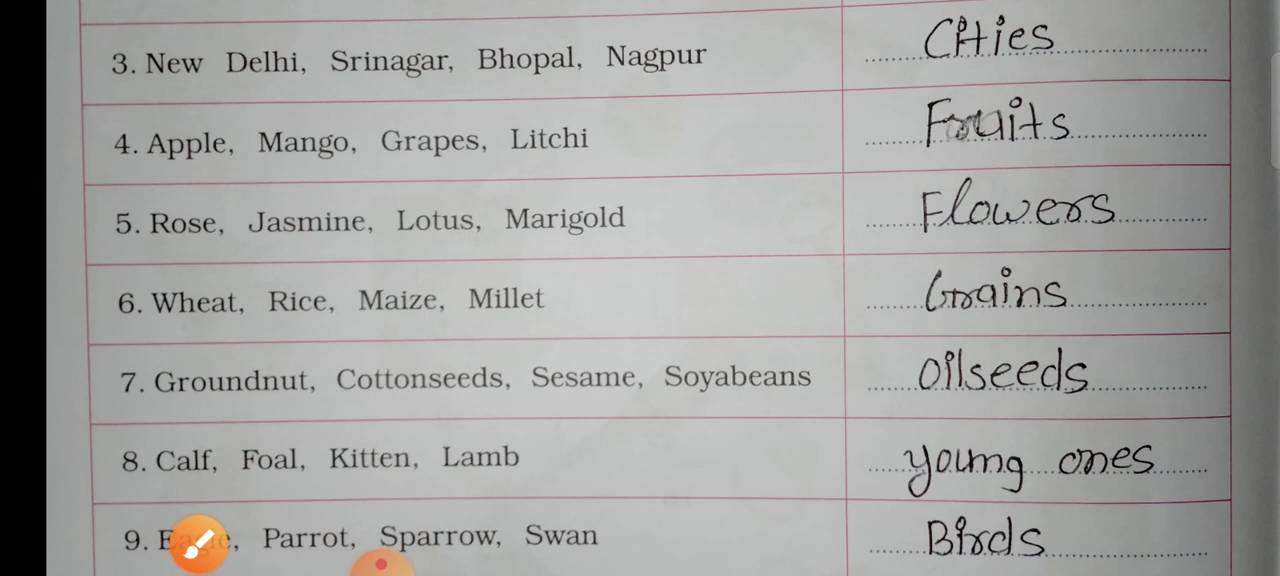 3. New Delhi, Srinagar, Bhopal, Nagpur Cities
4. Apple, Mango, Grapes, Litchi Fruits
5. Rose, Jasmine, Lotus, Marigold Flowers
6. Wheat, Rice, Maize, Millet Grains
7. Groundnut, Cottonseeds, Sesame, Soyabeans Oilseeds
8. Calf, Foal, Kitten, Lamb young ones
9. Eagle, Parrot, Sparrow, Swan Birds